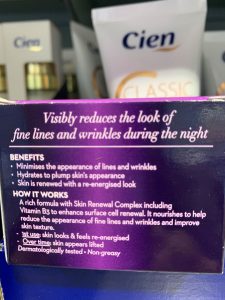 Cien
CLASSIC
Visibly reduces the look of
fine lines and wrinkles during the night
BENEFITS
• Minimises the appearance of lines and wrinkles
• Hydrates to plump skin's appearance
• Skin is renewed with a re-energised look
HOW IT WORKS
A rich formula with Skin Renewal Complex including
Vitamin B3 to enhance surface cell renewal. It nourishes to help
reduce the appearance of fine lines and wrinkles and improve
skin texture.
• 1st use: skin looks & feels re-energised
• Over time: skin appears lifted
Dermatologically tested • Non-greasy